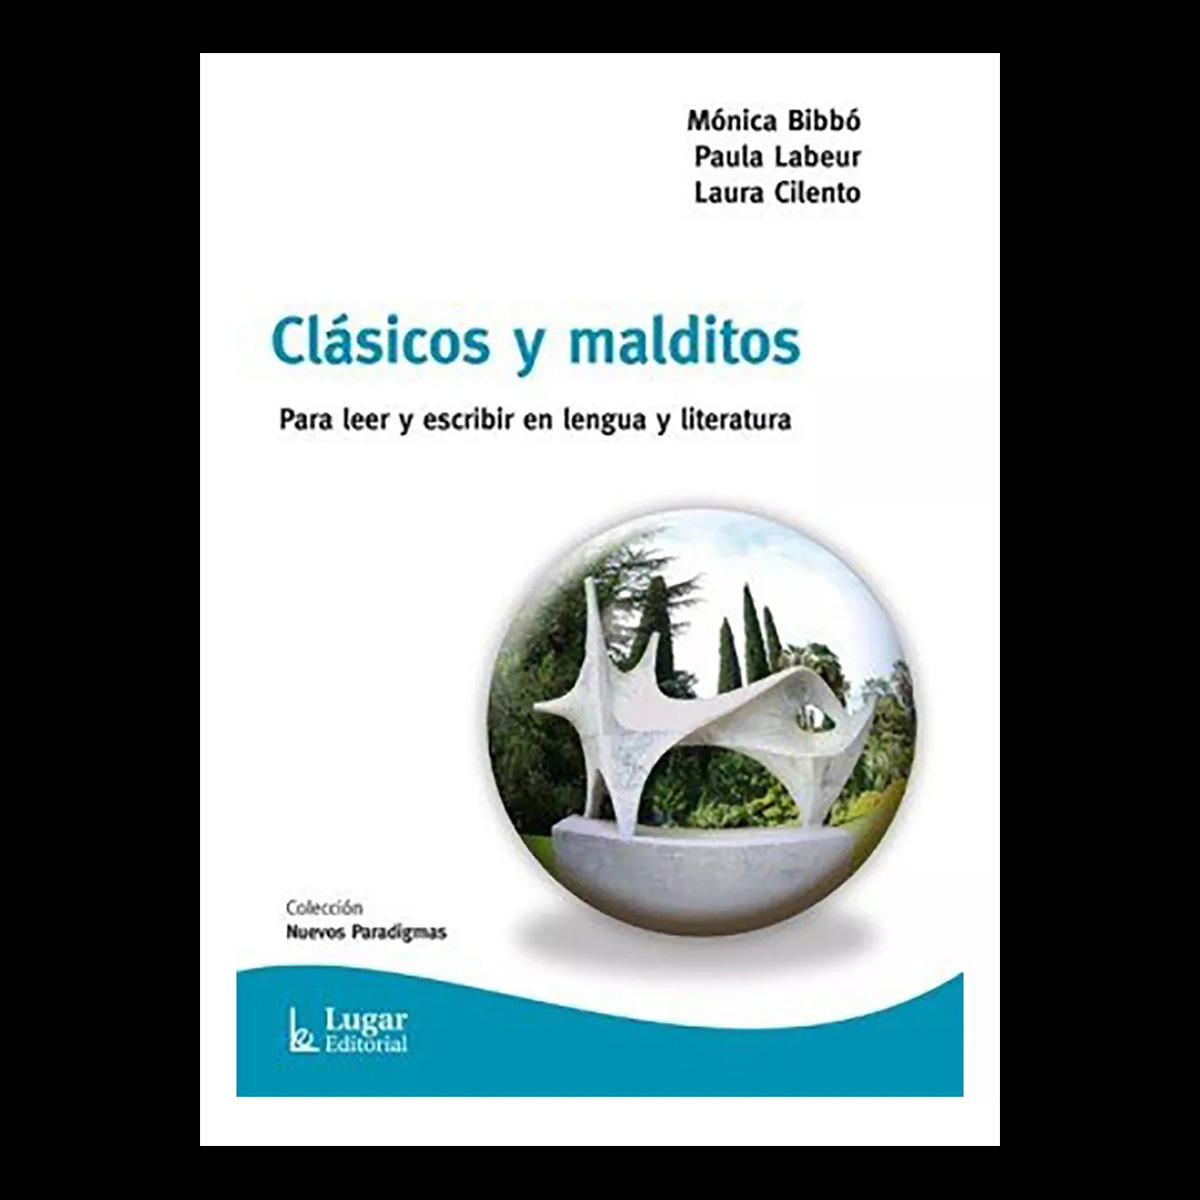 Mónica Bibbó
Paula Labeur
Laura Cilento
Clásicos y malditos
Para leer y escribir en lengua y literatura
Colección
Nuevos Paradigmas
Lugar
Editorial